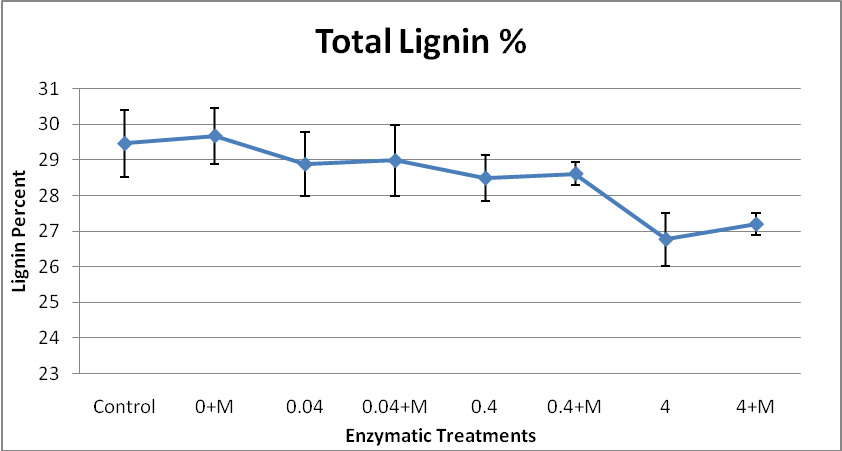 Total Lignin %
31
30
29
28
27
26
25
24
23
Lignin Percent
Control 0+M 0.04 0.04+M 0.4 0.4+M 4 4+M
Enzymatic Treatments